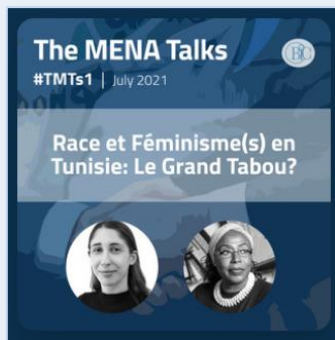 The MENA Talks
#TMTs1 | July 2021
Race et Féminisme(s) en
Tunisie: Le Grand Tabou?